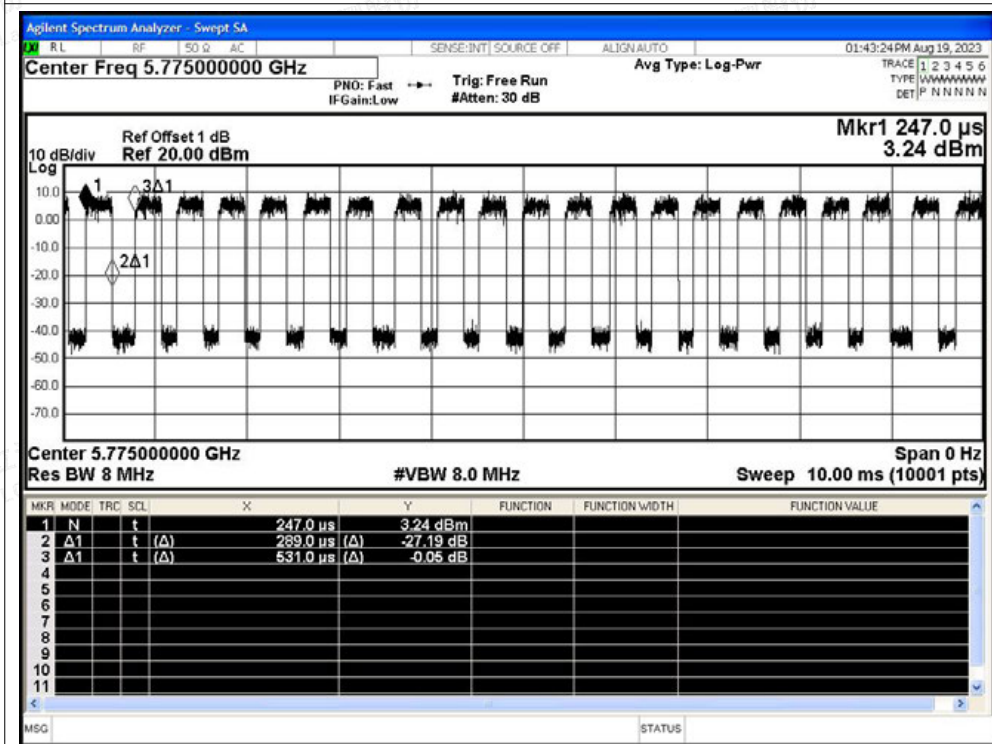 Agilent Spectrum Analyzer - Swept SA
RL RF 50 Ω AC SENSE:INT SOURCE OFF ALIGN AUTO 01:43:24 PM Aug 19, 2023
Center Freq 5.775000000 GHz
Avg Type: Log-Pwr
TRACE 1 2 3 4 5 6
TYPE WWWWWW
DET P N N N N N
PNO: Fast
IFGain:Low
Trig: Free Run
#Atten: 30 dB
Mkr1 247.0 µs
3.24 dBm
Ref Offset 1 dB
10 dB/div Ref 20.00 dBm
Log
10.0
0.00
-10.0
-20.0
-30.0
-40.0
-50.0
-60.0
-70.0
1
3Δ1
2Δ1
Center 5.775000000 GHz Span 0 Hz
Res BW 8 MHz #VBW 8.0 MHz Sweep 10.00 ms (10001 pts)
MKR MODE TRC SCL X Y FUNCTION FUNCTION WIDTH FUNCTION VALUE
1 N t 247.0 µs 3.24 dBm
2 Δ1 t (Δ) 289.0 µs (Δ) -27.19 dB
3 Δ1 t (Δ) 531.0 µs (Δ) -0.05 dB
4
5
6
7
8
9
10
11
MSG STATUS